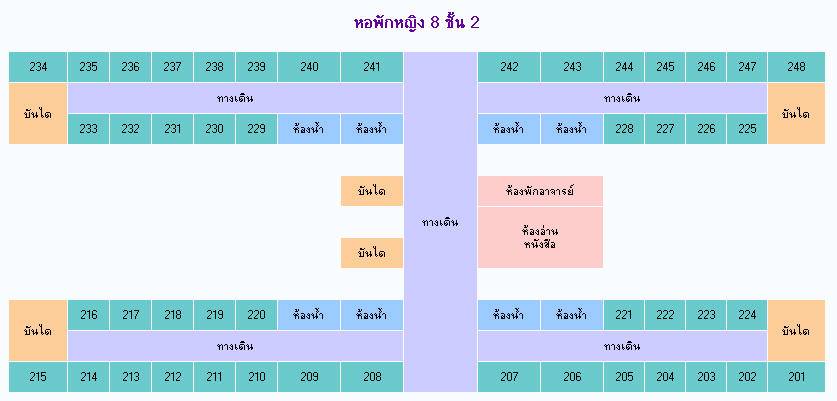 หอพักหญิง 8 ชั้น 2
234 235 236 237 238 239 240 241 242 243 244 245 246 247 248
บันได ทางเดิน ทางเดิน บันได
233 232 231 230 229 ห้องน้ำ ห้องน้ำ ห้องน้ำ ห้องน้ำ 228 227 226 225
บันได ห้องพักอาจารย์
ทางเดิน
ห้องอ่าน
หนังสือ
บันได
216 217 218 219 220 ห้องน้ำ ห้องน้ำ ห้องน้ำ ห้องน้ำ 221 222 223 224
บันได ทางเดิน ทางเดิน บันได
215 214 213 212 211 210 209 208 207 206 205 204 203 202 201